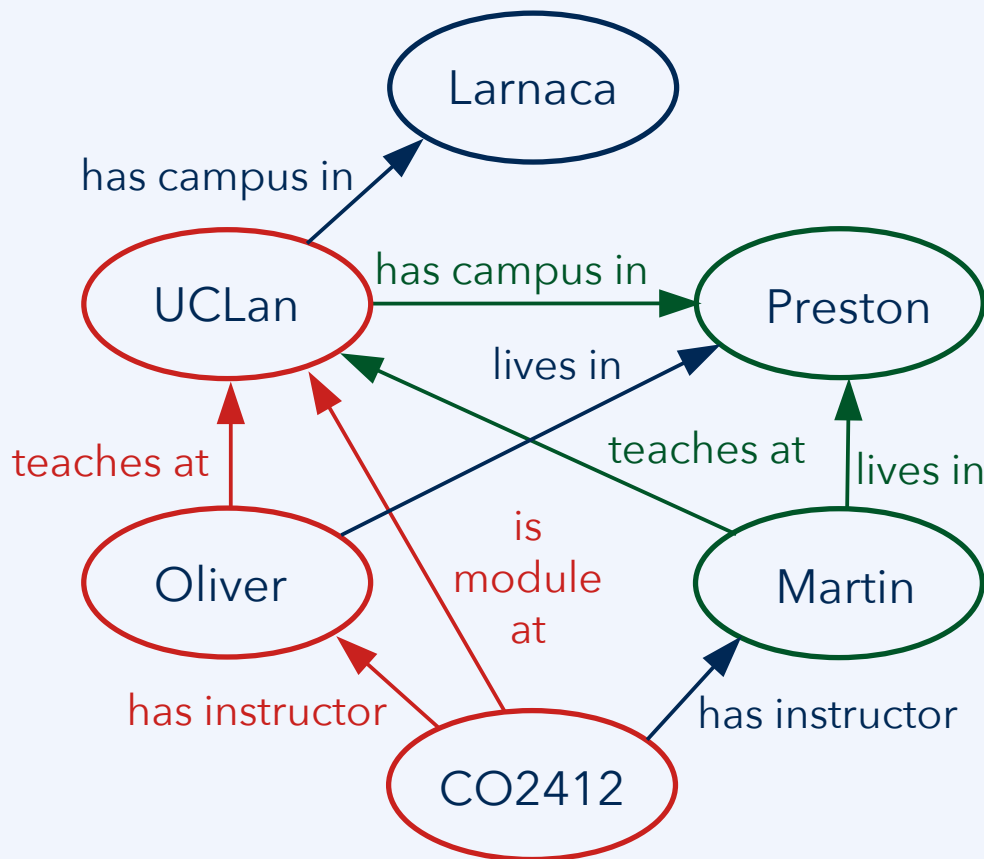 Larnaca
has campus in
has campus in
UCLan
Preston
lives in
teaches at
teaches at
lives in
is
module
at
Oliver
Martin
has instructor
has instructor
CO2412